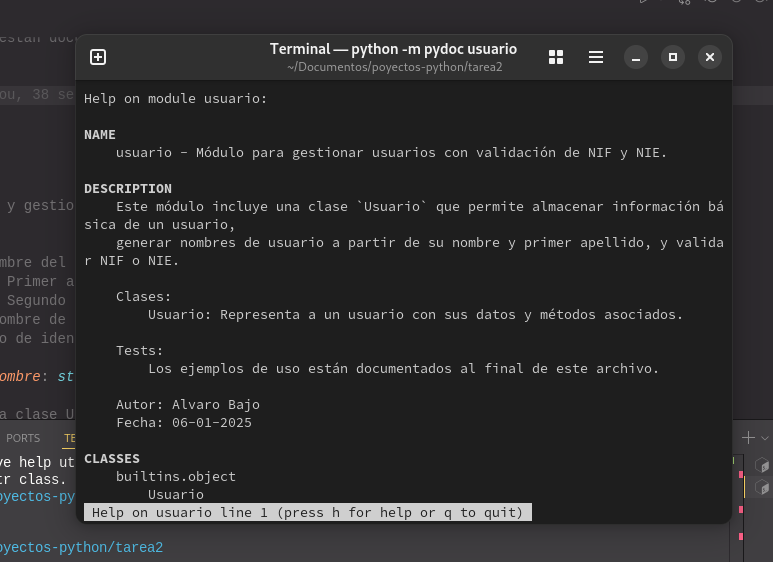 estan doc
Terminal — python -m pydoc usuario
~/Documentos/poyectos-python/tarea2
ou, 38 se
Help on module usuario:
NAME
usuario - Módulo para gestionar usuarios con validación de NIF y NIE.
DESCRIPTION
Este módulo incluye una clase `Usuario` que permite almacenar información bá
sica de un usuario,
generar nombres de usuario a partir de su nombre y primer apellido, y valida
r NIF o NIE.
Clases:
Usuario: Representa a un usuario con sus datos y métodos asociados.
Tests:
Los ejemplos de uso están documentados al final de este archivo.
Autor: Alvaro Bajo
Fecha: 06-01-2025
CLASSES
builtins.object
Usuario
Help on usuario line 1 (press h for help or q to quit)
y gestio
mbre del
Primer a
Segundo
ombre de
o de iden
ombre: st
a clase U
PORTS TE
ve help ut
tr class.
oyectos-py
oyectos-python/tarea2